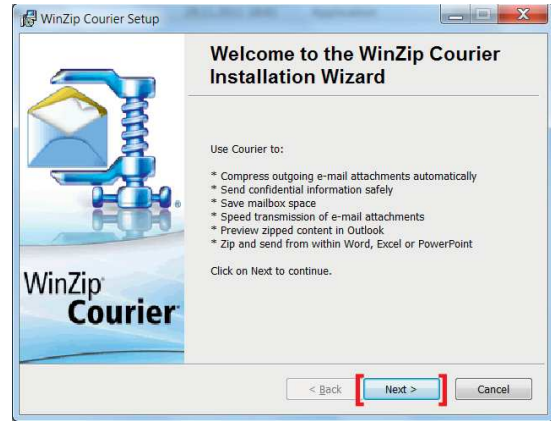 WinZip Courier Setup
Welcome to the WinZip Courier
Installation Wizard
Use Courier to:
* Compress outgoing e-mail attachments automatically
* Send confidential information safely
* Save mailbox space
* Speed transmission of e-mail attachments
* Preview zipped content in Outlook
* Zip and send from within Word, Excel or PowerPoint
Click on Next to continue.
WinZip
Courier
< Back
Next >
Cancel